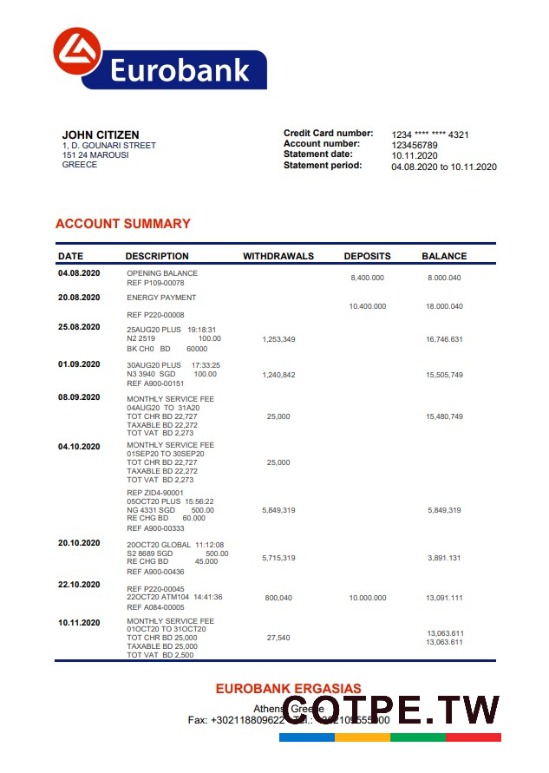 Eurobank
JOHN CITIZEN
1, D. GOUNARI STREET
151 24 MAROUSI
GREECE
Credit Card number: 1234 **** **** 4321
Account number: 123456789
Statement date: 10.11.2020
Statement period: 04.08.2020 to 10.11.2020
ACCOUNT SUMMARY
DATE DESCRIPTION WITHDRAWALS DEPOSITS BALANCE
04.08.2020 OPENING BALANCE
8,400.000 8.000.040
REF P109-00078
20.08.2020 ENERGY PAYMENT
10.400.000 18.000.040
REF P220-00008
25.08.2020 25AUG20 PLUS 19:18:31
N2 2519 100.00 1,253,349 16,746.631
BK CH0 BD 60000
01.09.2020 30AUG20 PLUS 17:33:25
N3 3940 SGD 100.00 1,240,842 15,505,749
REF A900-00151
08.09.2020 MONTHLY SERVICE FEE
04AUG20 TO 31A20
TOT CHR BD 22,727 25,000 15,480,749
TAXABLE BD 22,272
TOT VAT BD 2,273
04.10.2020 MONTHLY SERVICE FEE
01SEP20 TO 30SEP20
TOT CHR BD 22,727 25,000
TAXABLE BD 22,272
TOT VAT BD 2,273
REP ZID4-90001
05OCT20 PLUS 15:56:22
NG 4331 SGD 500.00 5,849,319 5,849,319
RE CHG BD 60.000
REF A900-00333
20.10.2020 20OCT20 GLOBAL 11:12:08
S2 8689 SGD 500.00
RE CHG BD 45.000 5,715,319 3,891.131
REF A900-00436
22.10.2020 REF P220-00045
22OCT20 ATM104 14:41:36 800,040 10.000.000 13,091.111
REF A084-00005
10.11.2020 MONTHLY SERVICE FEE
01OCT20 TO 31OCT20 13,063.611
TOT CHR BD 25,000 27,540 13,063.611
TAXABLE BD 25,000
TOT VAT BD 2,500
EUROBANK ERGASIAS
Athens, Greece
Fax: +302118809622
COTPE.TW